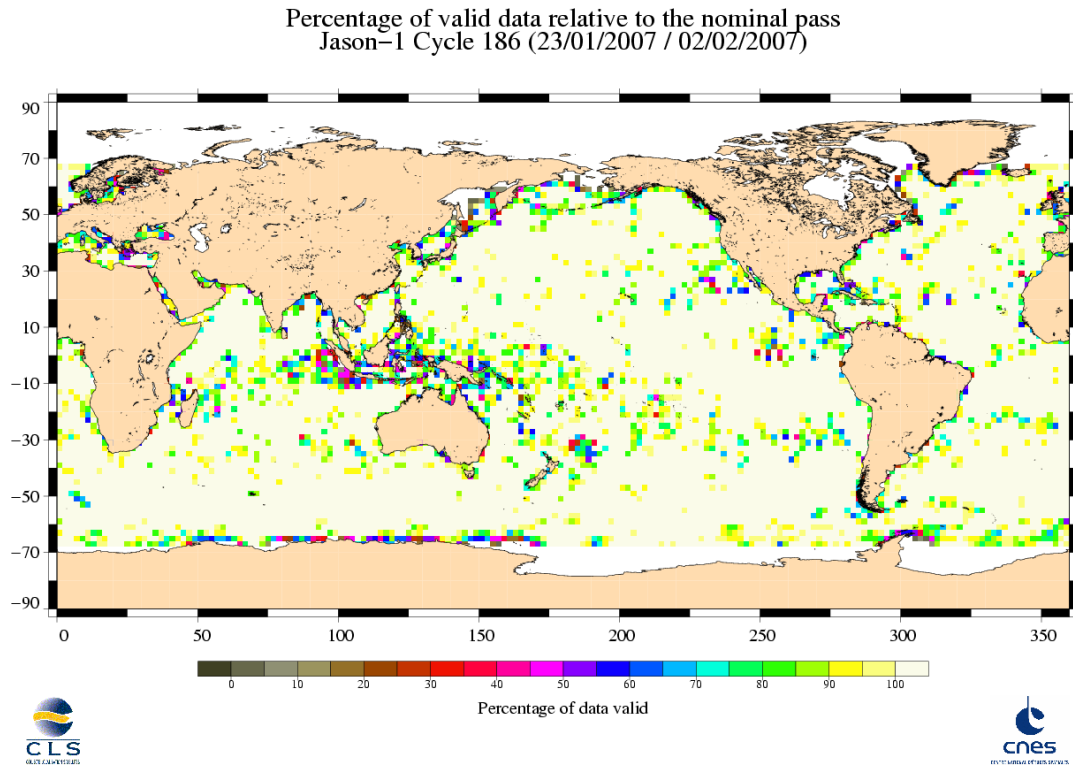 Percentage of valid data relative to the nominal pass
Jason−1 Cycle 186 (23/01/2007 / 02/02/2007)
90
70
50
30
10
−10
−30
−50
−70
−90
0 50 100 150 200 250 300 350
0 10 20 30 40 50 60 70 80 90 100
Percentage of data valid
CLS
cnes